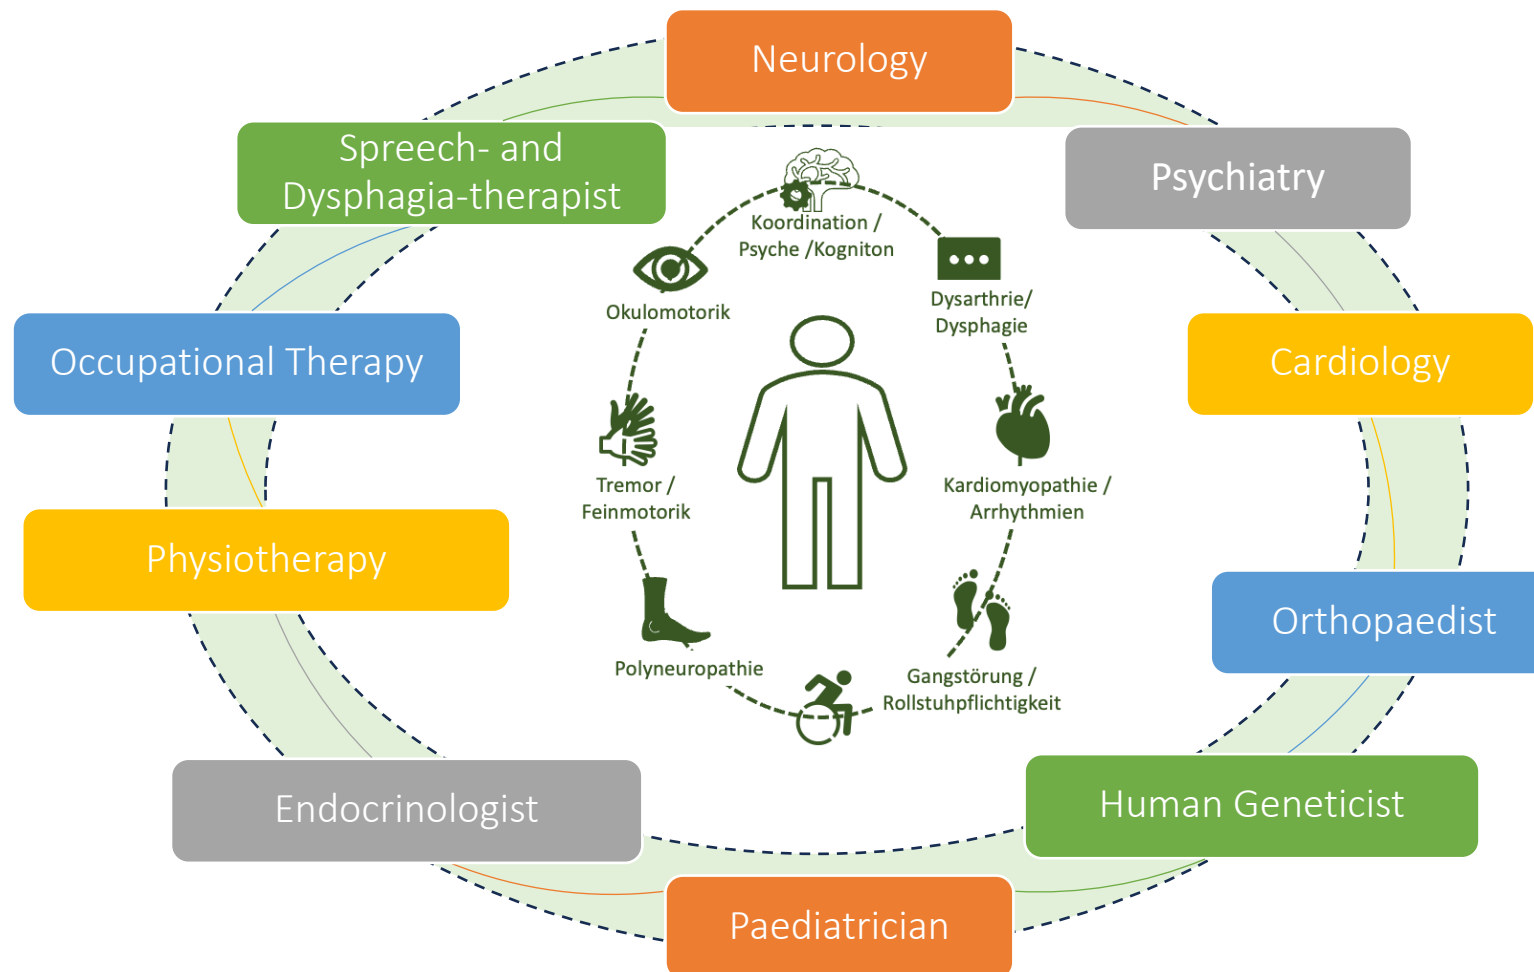 Neurology
Spreech- and
Dysphagia-therapist
Psychiatry
Koordination /
Psyche /Kogniton
Okulomotorik
Dysarthrie/
Dysphagie
Occupational Therapy
Cardiology
Tremor /
Feinmotorik
Kardiomyopathie /
Arrhythmien
Physiotherapy
Orthopaedist
Polyneuropathie
Gangstörung /
Rollstuhpflichtigkeit
Endocrinologist
Human Geneticist
Paediatrician